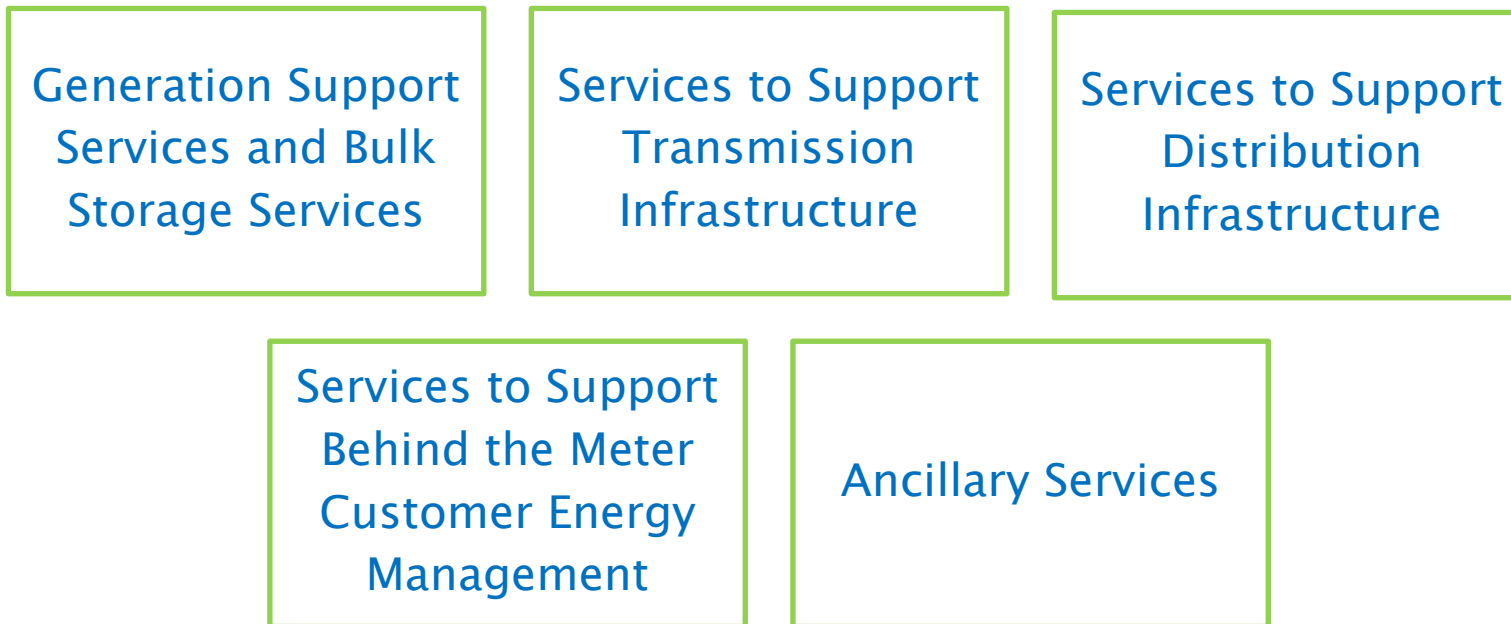 Generation Support
Services and Bulk
Storage Services
Services to Support
Transmission
Infrastructure
Services to Support
Distribution
Infrastructure
Services to Support
Behind the Meter
Customer Energy
Management
Ancillary Services